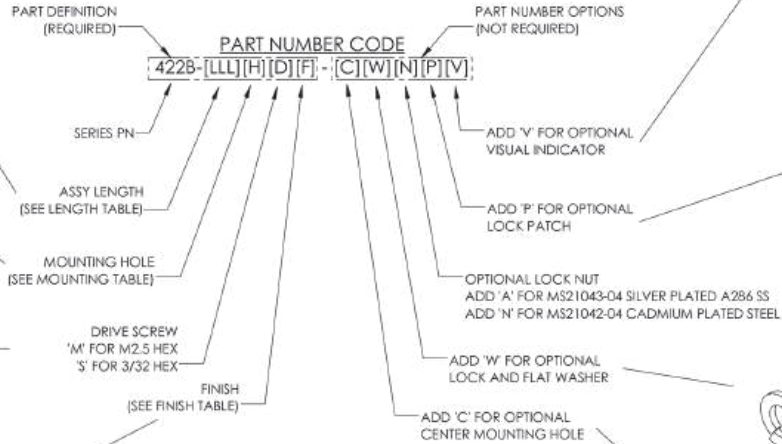 PART DEFINITION
(REQUIRED)
PART NUMBER OPTIONS
(NOT REQUIRED)
PART NUMBER CODE
422B-[LLL][H][D][F] - [C][W][N][P][V]
SERIES PN
ADD 'V' FOR OPTIONAL
VISUAL INDICATOR
ASSY LENGTH
(SEE LENGTH TABLE)
ADD 'P' FOR OPTIONAL
LOCK PATCH
MOUNTING HOLE
(SEE MOUNTING TABLE)
OPTIONAL LOCK NUT
ADD 'A' FOR MS21043-04 SILVER PLATED A286 SS
ADD 'N' FOR MS21042-04 CADMIUM PLATED STEEL
DRIVE SCREW
'M' FOR M2.5 HEX
'S' FOR 3/32 HEX
ADD 'W' FOR OPTIONAL
LOCK AND FLAT WASHER
FINISH
(SEE FINISH TABLE)
ADD 'C' FOR OPTIONAL
CENTER MOUNTING HOLE